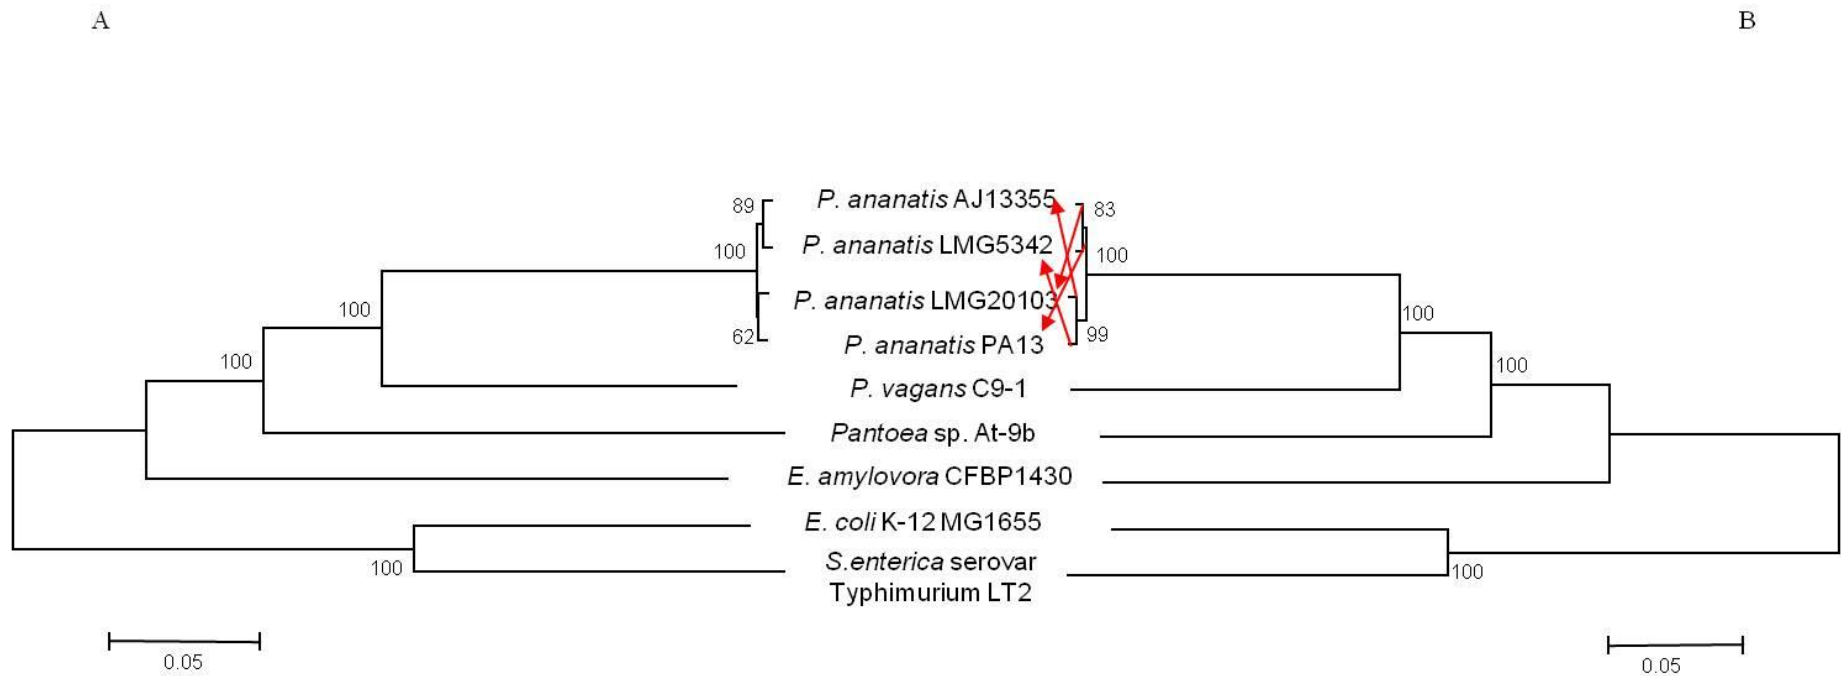 A
B
P. ananatis AJ13355
89
83
P. ananatis LMG5342
100
100
P. ananatis LMG20103
100
100
62
99
P. ananatis PA13
100
100
P. vagans C9-1
Pantoea sp. At-9b
E. amylovora CFBP1430
E. coli K-12 MG1655
S.enterica serovar
Typhimurium LT2
100
100
0.05
0.05